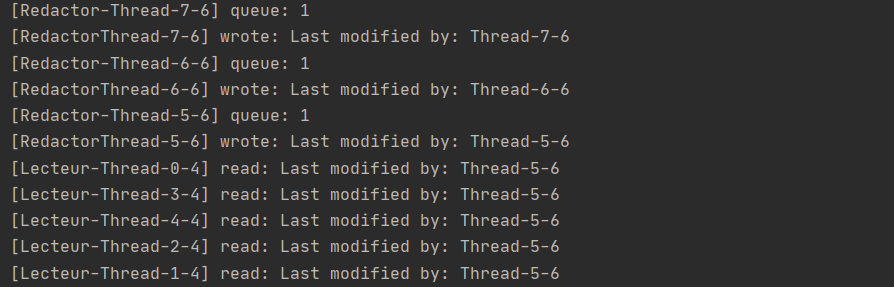 [Redactor-Thread-7-6] queue: 1
[RedactorThread-7-6] wrote: Last modified by: Thread-7-6
[Redactor-Thread-6-6] queue: 1
[RedactorThread-6-6] wrote: Last modified by: Thread-6-6
[Redactor-Thread-5-6] queue: 1
[RedactorThread-5-6] wrote: Last modified by: Thread-5-6
[Lecteur-Thread-0-4] read: Last modified by: Thread-5-6
[Lecteur-Thread-3-4] read: Last modified by: Thread-5-6
[Lecteur-Thread-4-4] read: Last modified by: Thread-5-6
[Lecteur-Thread-2-4] read: Last modified by: Thread-5-6
[Lecteur-Thread-1-4] read: Last modified by: Thread-5-6